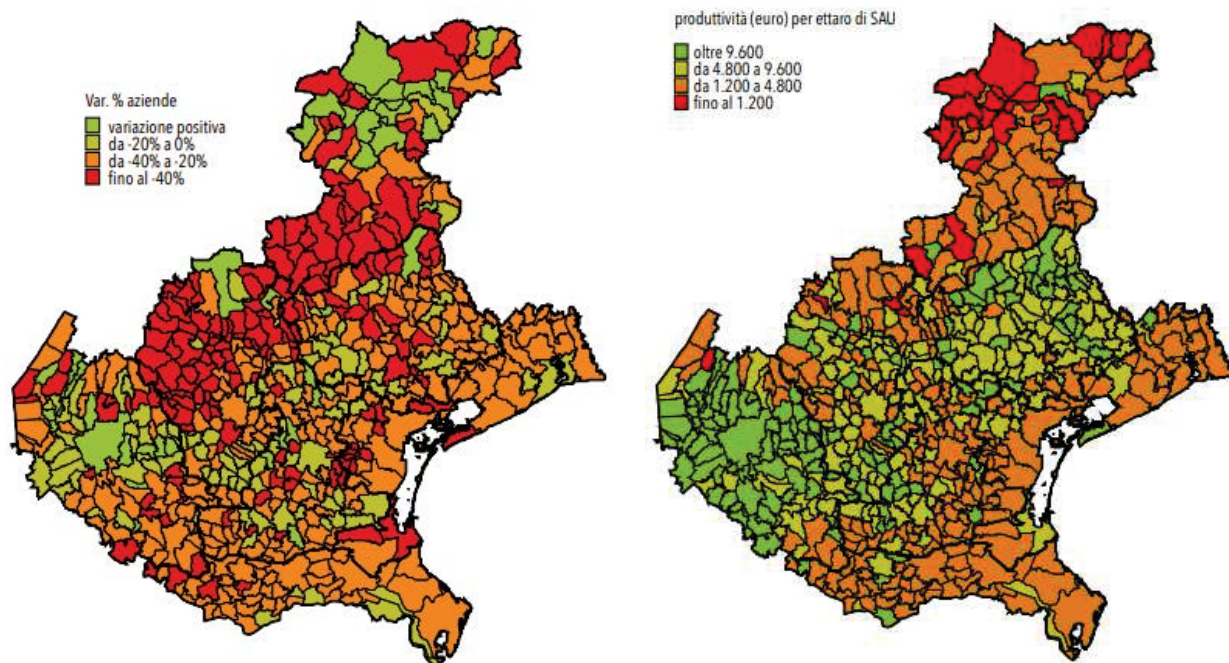 Var. % aziende
variazione positiva
da -20% a 0%
da -40% a -20%
fino al -40%
produttività (euro) per ettaro di SAU
oltre 9.600
da 4.800 a 9.600
da 1.200 a 4.800
fino al 1.200